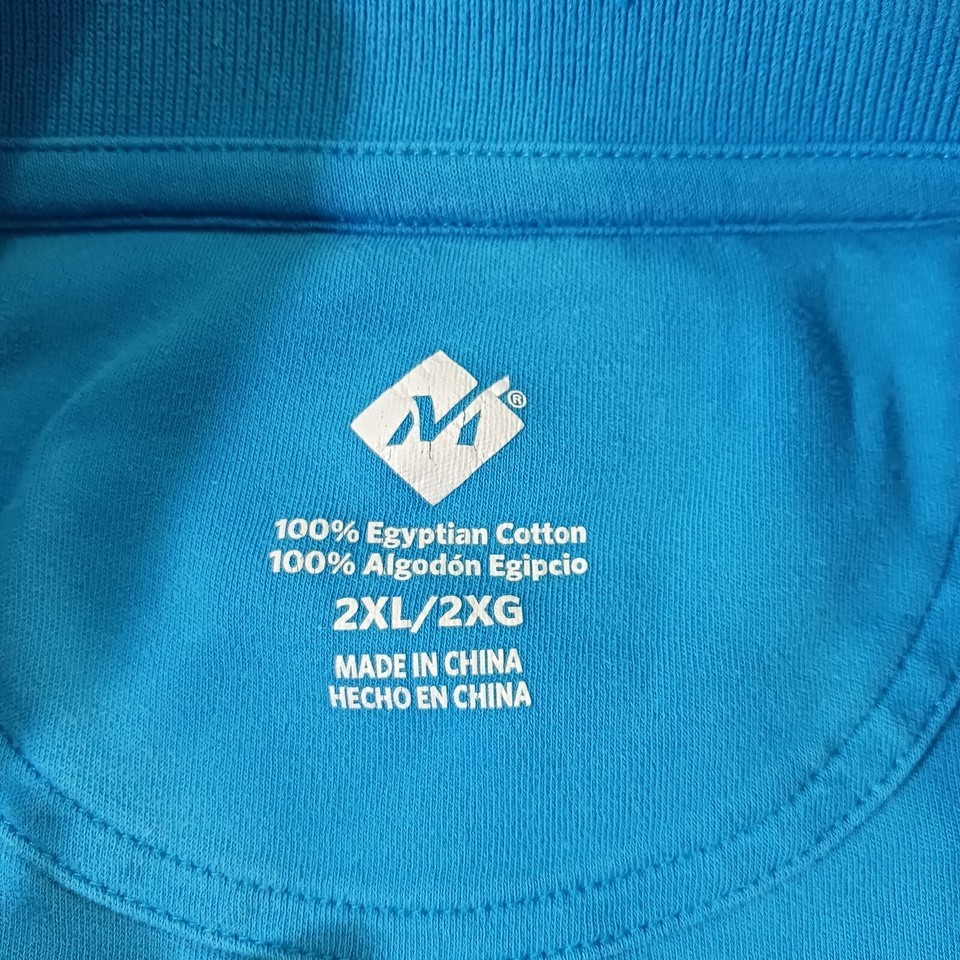 M®
100% Egyptian Cotton
100% Algodón Egipcio
2XL/2XG
MADE IN CHINA
HECHO EN CHINA